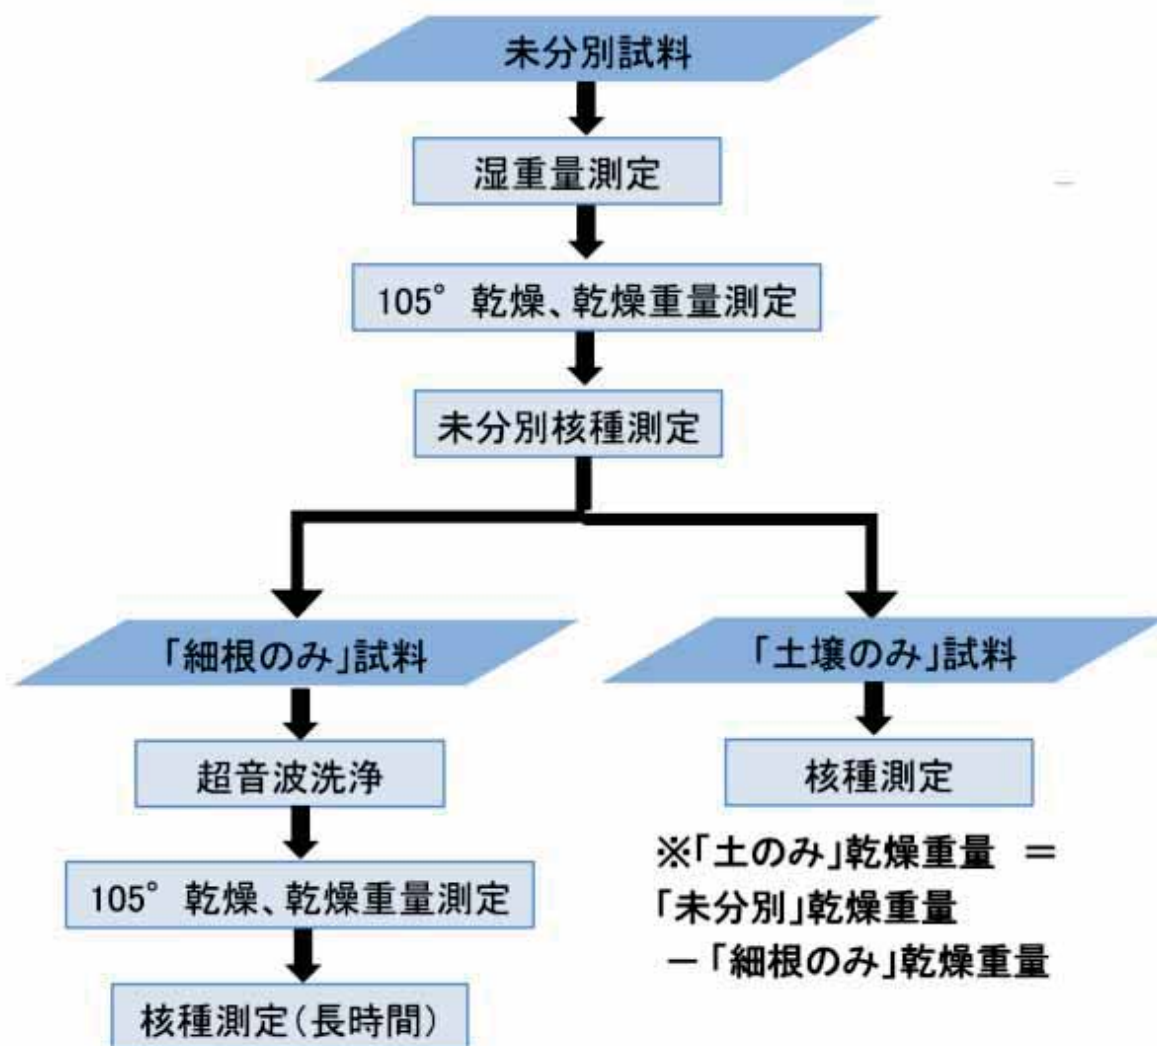 未分別試料
湿重量測定
105° 乾燥、乾燥重量測定
未分別核種測定
「細根のみ」試料
超音波洗浄
105° 乾燥、乾燥重量測定
核種測定(長時間)
「土壌のみ」試料
核種測定
※「土のみ」乾燥重量 =
「未分別」乾燥重量
－「細根のみ」乾燥重量